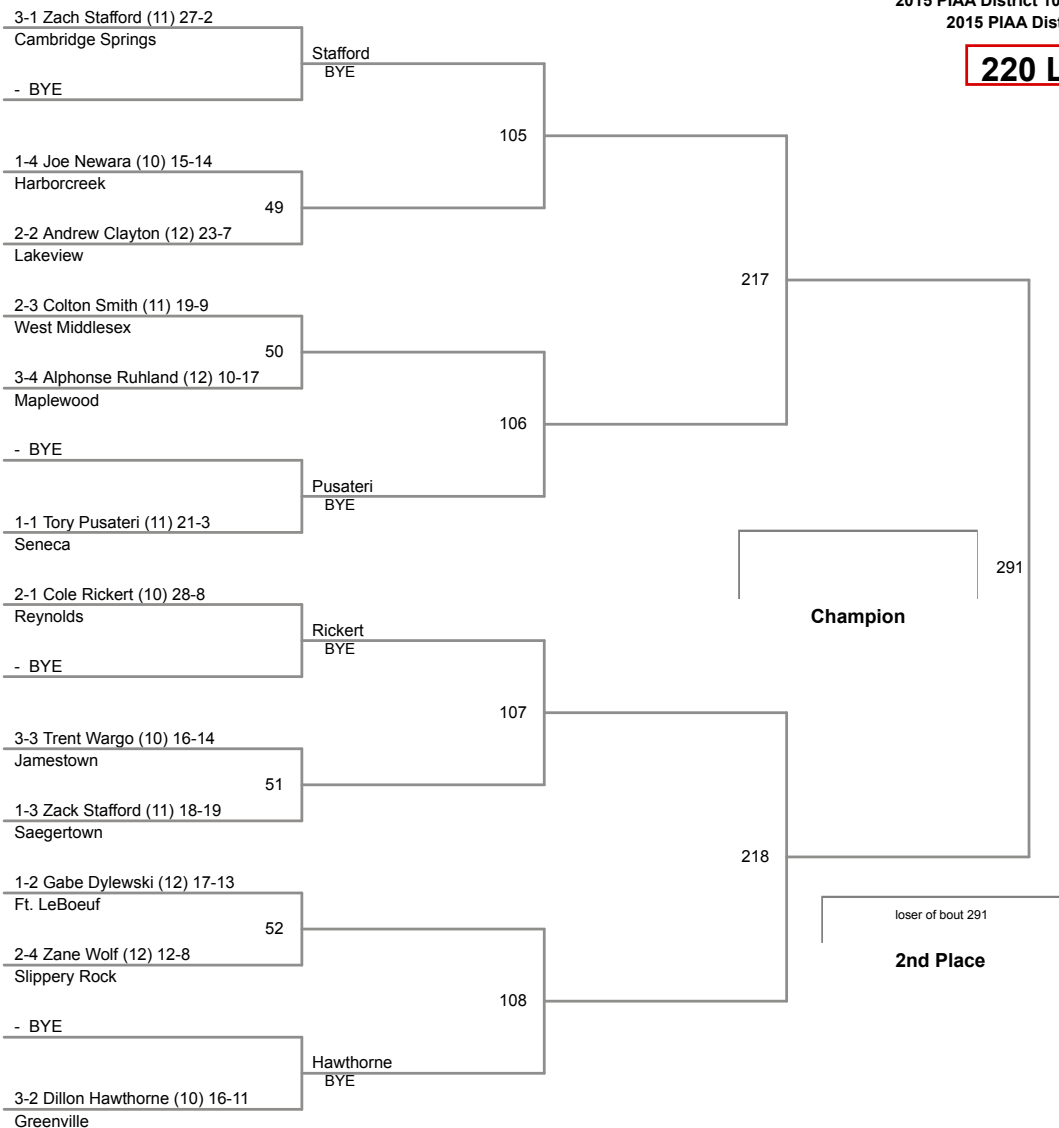 2015 PIAA District 10
2015 PIAA Dist
220 L
3-1 Zach Stafford (11) 27-2
Cambridge Springs
Stafford
BYE
- BYE
105
1-4 Joe Newara (10) 15-14
Harborcreek
49
2-2 Andrew Clayton (12) 23-7
Lakeview
217
2-3 Colton Smith (11) 19-9
West Middlesex
50
3-4 Alphonse Ruhland (12) 10-17
Maplewood
106
- BYE
Pusateri
BYE
1-1 Tory Pusateri (11) 21-3
Seneca
291
Champion
2-1 Cole Rickert (10) 28-8
Reynolds
Rickert
BYE
- BYE
107
3-3 Trent Wargo (10) 16-14
Jamestown
51
1-3 Zack Stafford (11) 18-19
Saegertown
218
1-2 Gabe Dylewski (12) 17-13
Ft. LeBoeuf
52
loser of bout 291
2nd Place
2-4 Zane Wolf (12) 12-8
Slippery Rock
108
- BYE
Hawthorne
BYE
3-2 Dillon Hawthorne (10) 16-11
Greenville